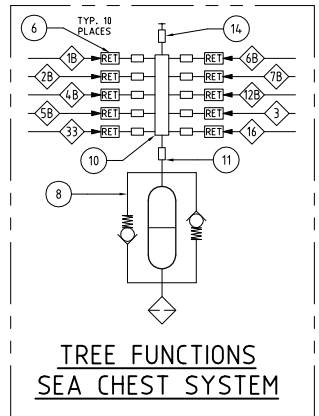 6
TYP. 10
PLACES
14
1B RET RET 6B
2B RET RET 7B
4B RET RET 12B
5B RET RET 3
33 RET RET 16
10
11
8
TREE FUNCTIONS
SEA CHEST SYSTEM